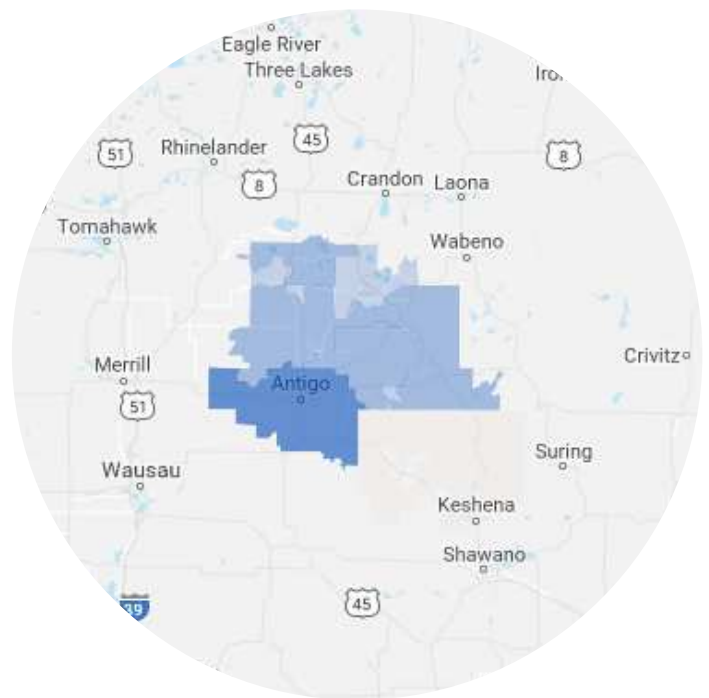 Eagle River
Three Lakes
Iro
51
Rhinelander
45
8
8
Crandon
Laona
Tomahawk
Wabeno
Crivitz
Merrill
Antigo
51
Suring
Wausau
Keshena
Shawano
39
45